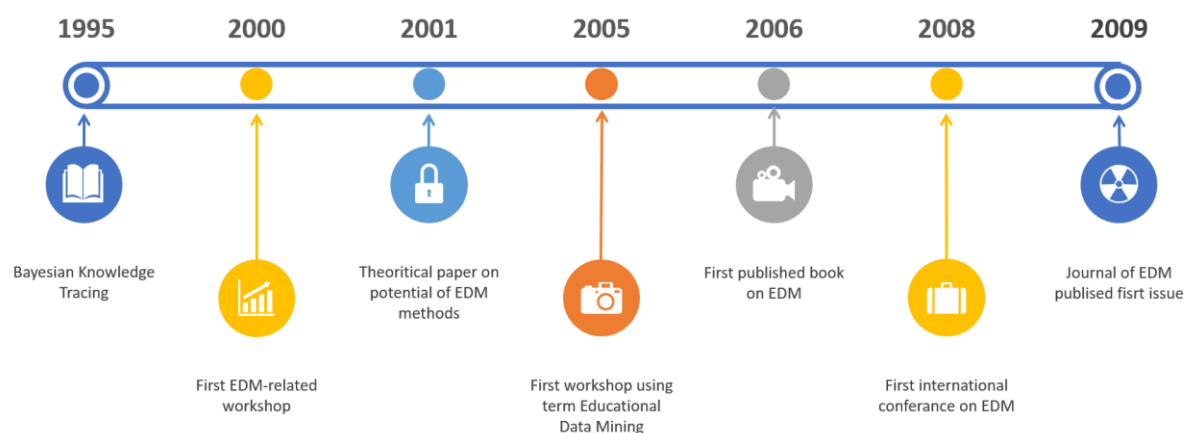 1995
2000
2001
2005
2006
2008
2009
Bayesian Knowledge
Tracing
Theoritical paper on
potential of EDM
methods
First published book
on EDM
Journal of EDM
publised fisrt issue
First EDM-related
workshop
First workshop using
term Educational
Data Mining
First international
conferance on EDM